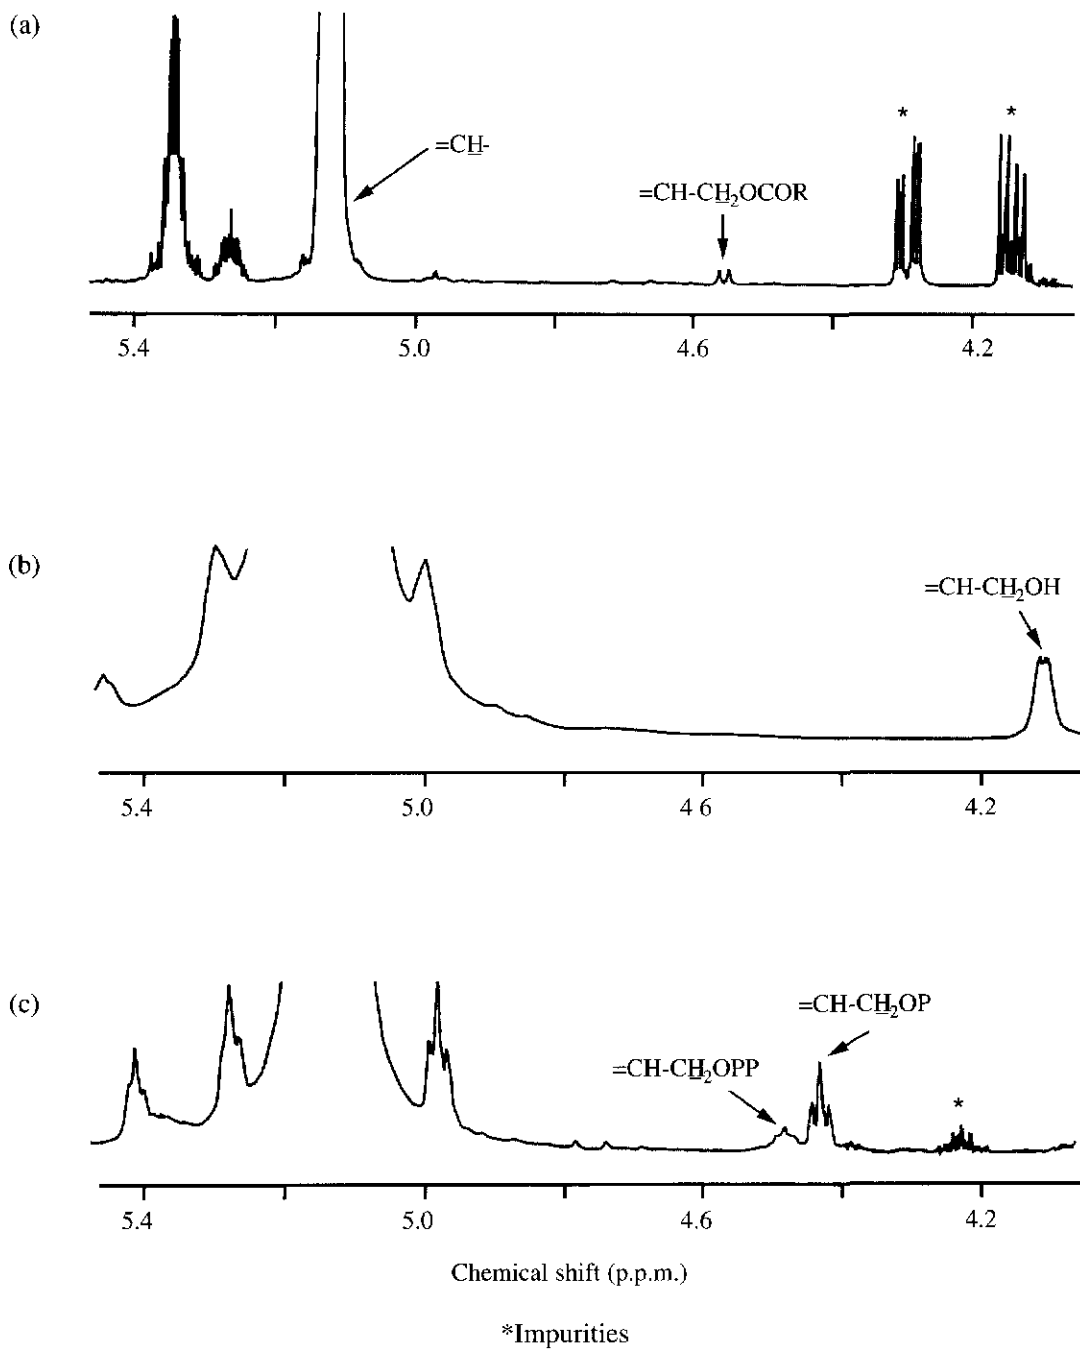 (a)
=CH-
=CH-CH₂OCOR
*
*
5.4 5.0 4.6 4.2
(b)
=CH-CH₂OH
5.4 5.0 4 6 4.2
(c)
=CH-CH₂OP
=CH-CH₂OPP
*
5.4 5.0 4.6 4.2
Chemical shift (p.p.m.)
*Impurities